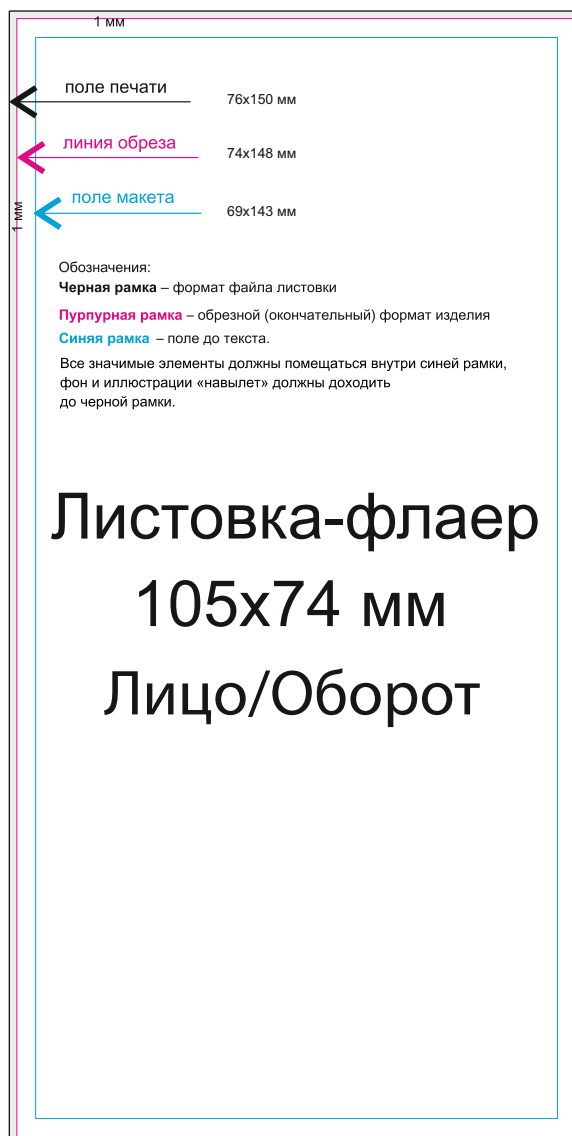 1 мм
поле печати
76х150 мм
линия обреза
74х148 мм
поле макета
69х143 мм
1 мм
Обозначения:
Черная рамка – формат файла листовки
Пурпурная рамка – обрезной (окончательный) формат изделия
Синяя рамка – поле до текста.
Все значимые элементы должны помещаться внутри синей рамки,
фон и иллюстрации «навылет» должны доходить
до черной рамки.
Листовка-флаер
105х74 мм
Лицо/Оборот